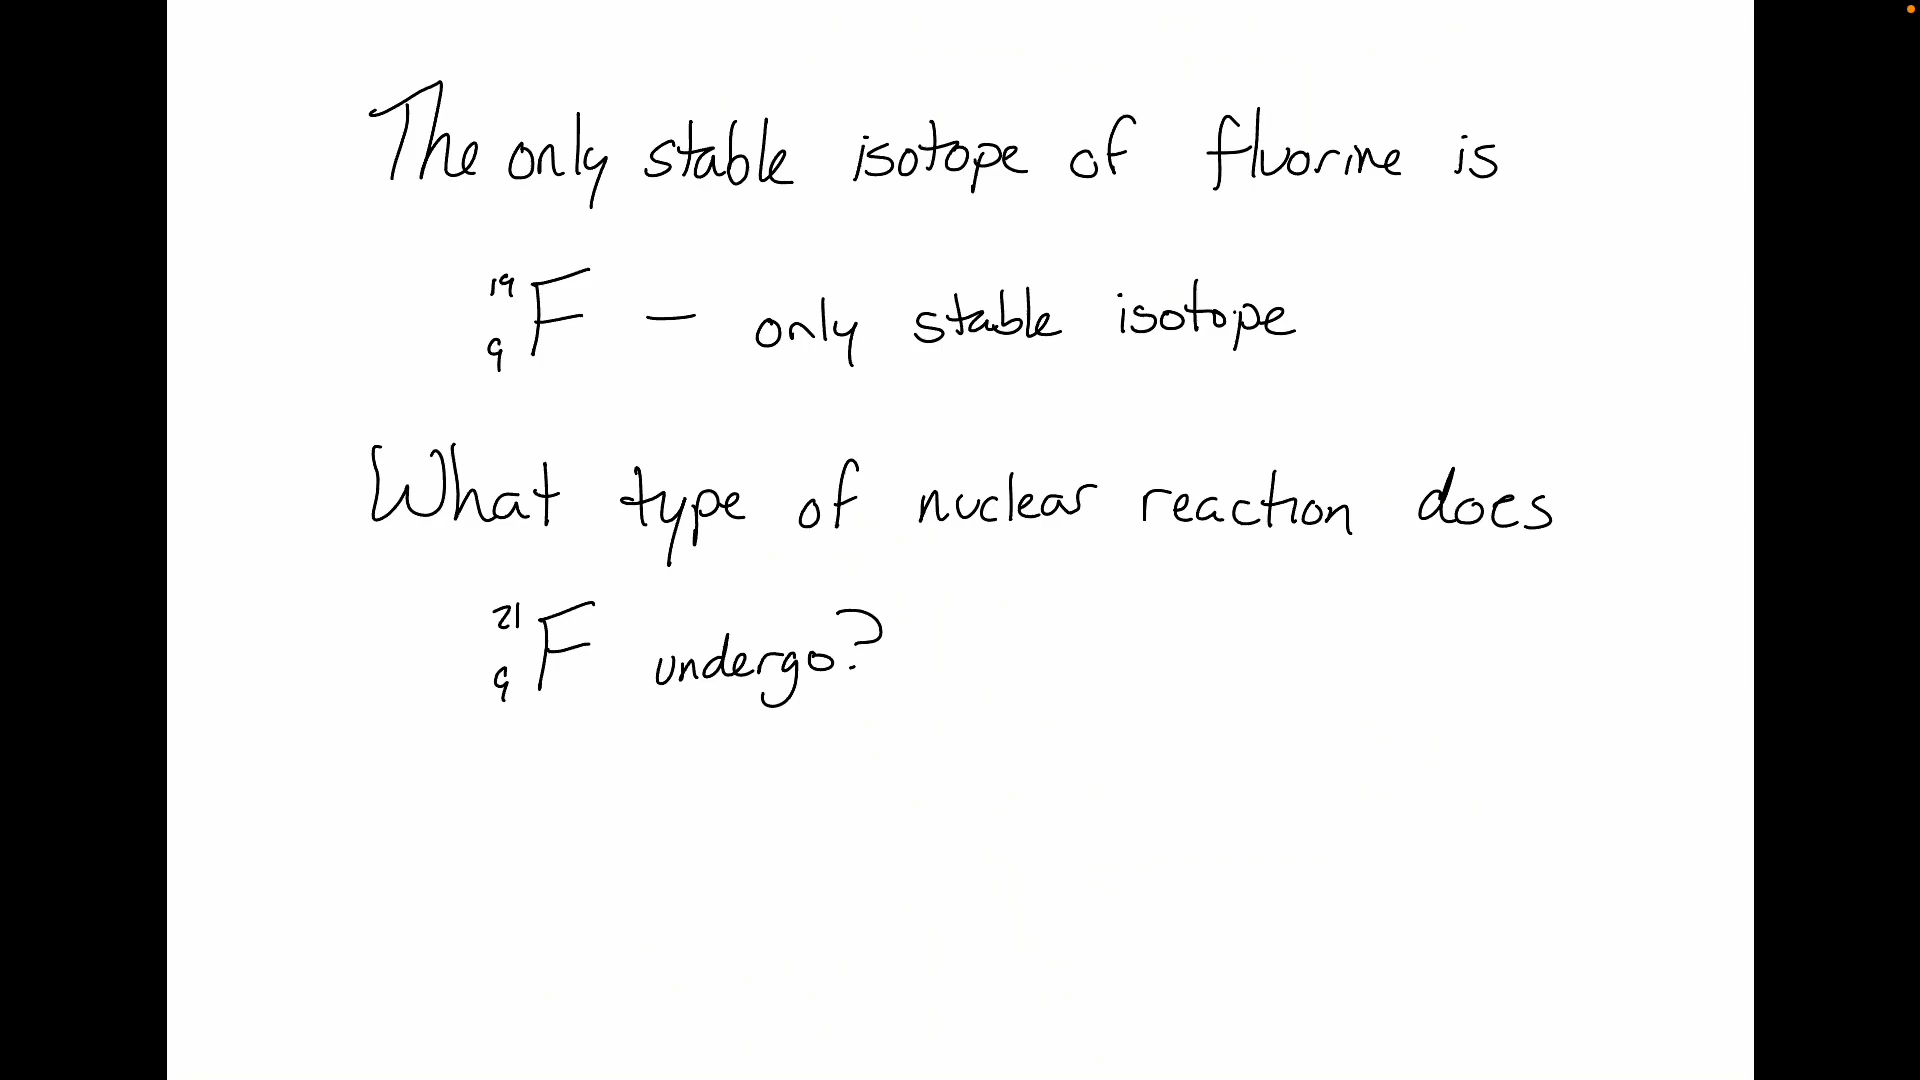 The only stable isotope of fluorine is
¹⁹₉F – only stable isotope
What type of nuclear reaction does
²¹₉F undergo?